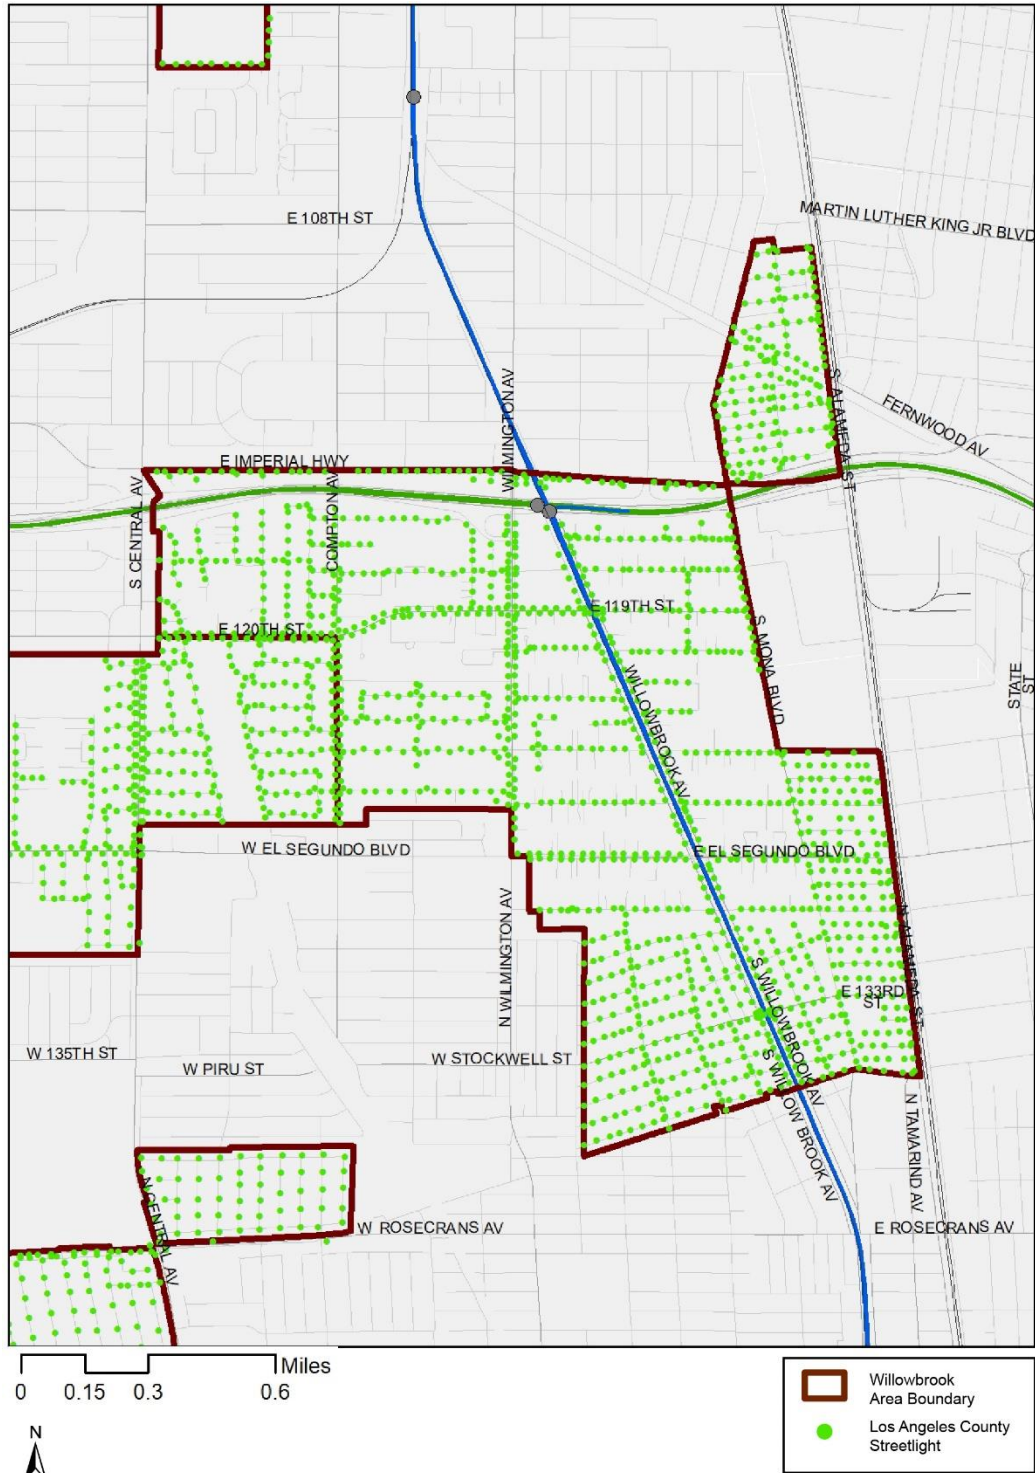 E 108TH ST
MARTIN LUTHER KING JR BLVD
WILMINGTON AV
S ALAMEDA ST
FERNWOOD AV
E IMPERIAL HWY
S CENTRAL AV
COMPTON AV
E 119TH ST
E 120TH ST
S MONA BLVD
STATE
ST
WILLOWBROOK AV
W EL SEGUNDO BLVD
E EL SEGUNDO BLVD
N WILMINGTON AV
N ALAMEDA ST
S WILLOWBROOK AV
E 133RD
ST
W 135TH ST
W PIRU ST
W STOCKWELL ST
S WILLOW BROOK AV
N TAMARIND AV
N CENTRAL AV
W ROSECRANS AV
E ROSECRANS AV
Miles
0 0.15 0.3 0.6
N
Willowbrook
Area Boundary
Los Angeles County
Streetlight